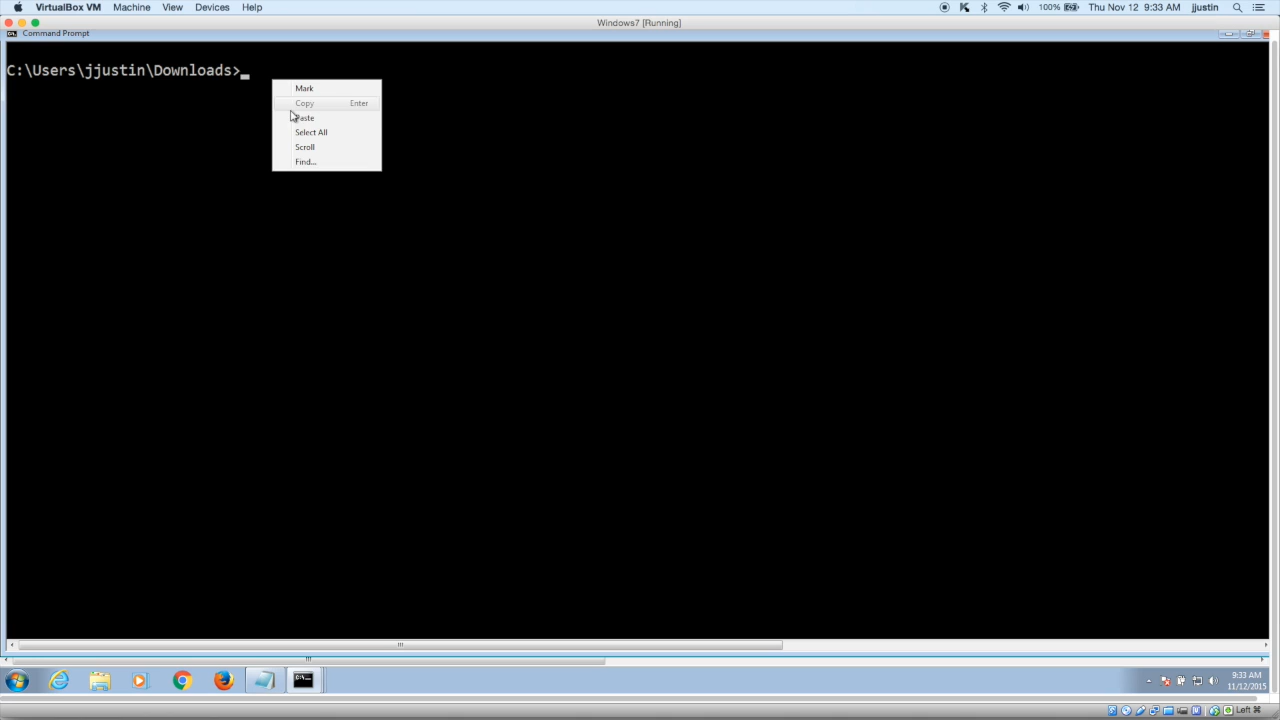 VirtualBox VM Machine View Devices Help 100% Thu Nov 12 9:33 AM jjustin
Windows7 [Running]
Command Prompt
C:\Users\jjustin\Downloads>_
Mark
Copy Enter
Paste
Select All
Scroll
Find...
9:33 AM
11/12/2015
Left ⌘